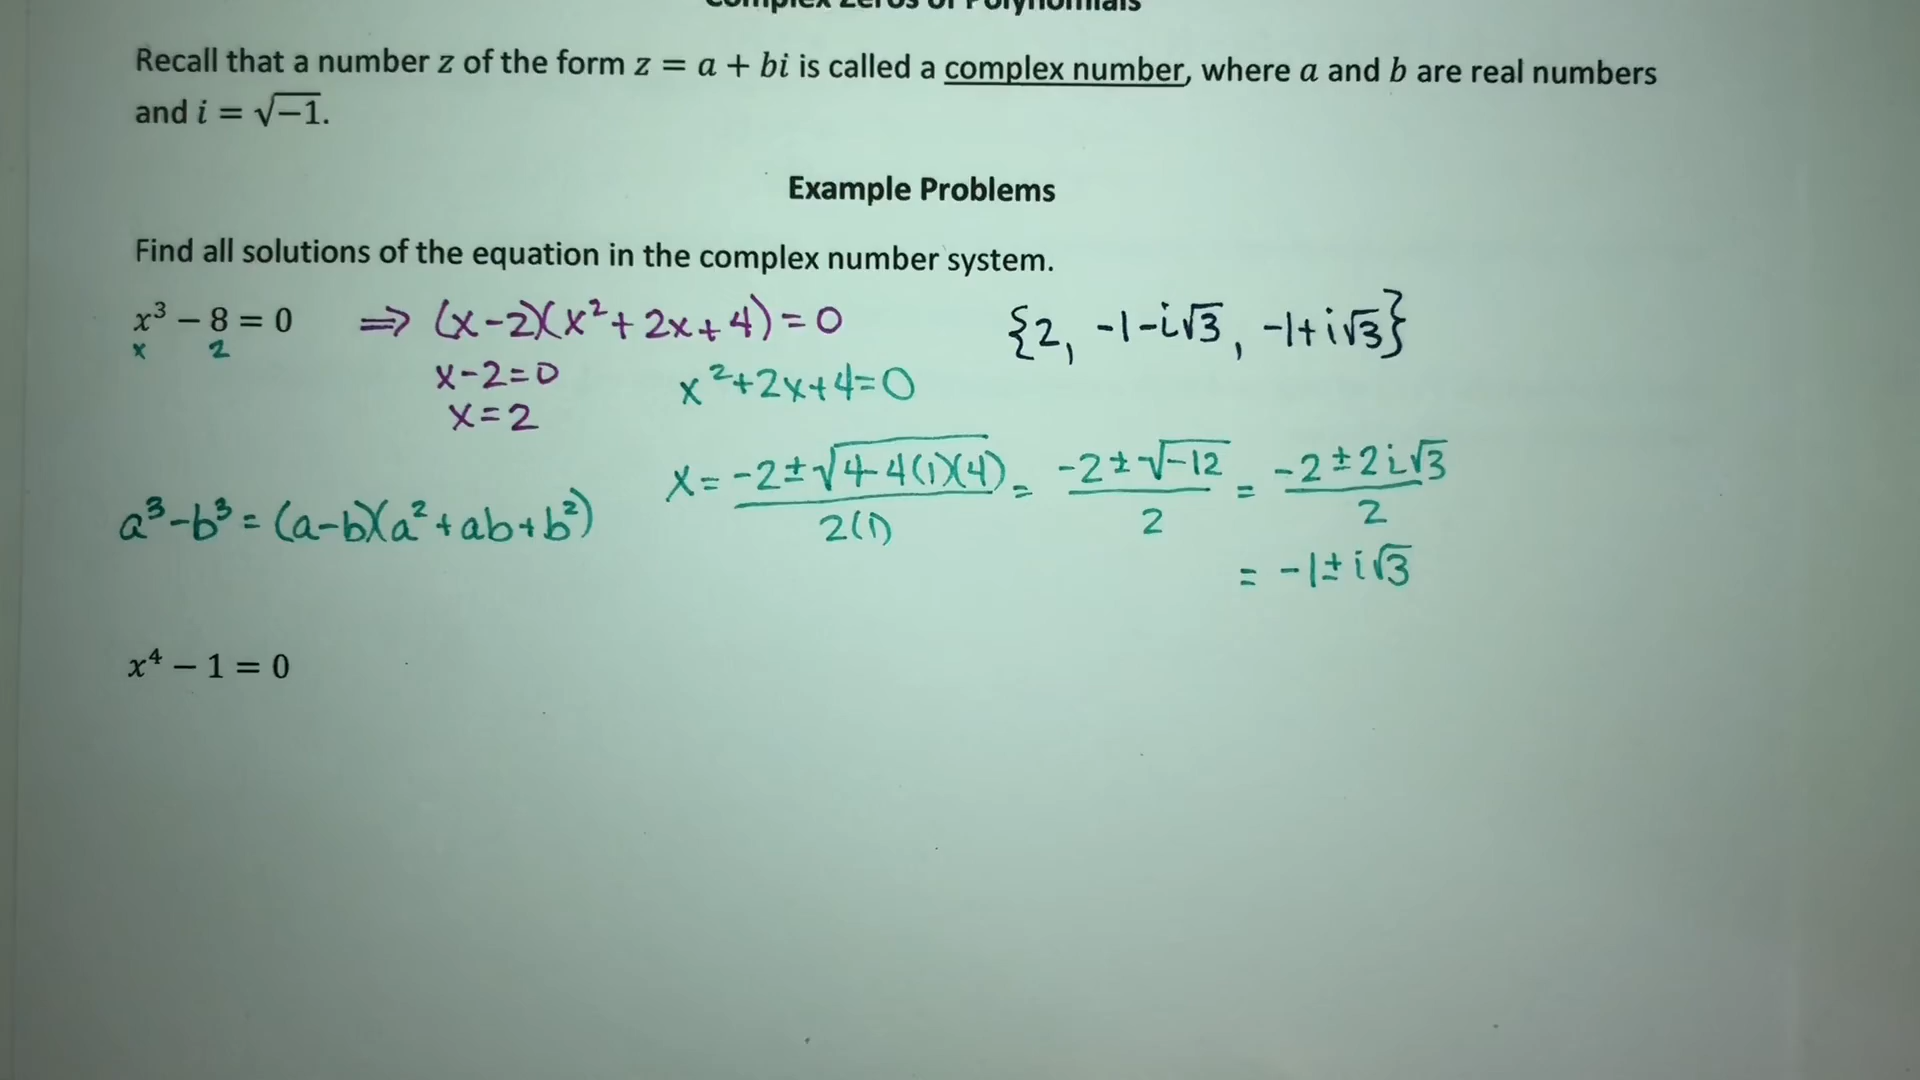 Complex Zeros of Polynomials
Recall that a number z of the form z = a + bi is called a complex number, where a and b are real numbers
and i = √−1.
Example Problems
Find all solutions of the equation in the complex number system.
x³ − 8 = 0 ⇒ (x−2)(x²+2x+4)=0 {2, -1-i√3, -1+i√3}
x 2
x-2=0 x²+2x+4=0
x=2
x = (-2±√(4-4(1)(4)))/(2(1)) = (-2±√-12)/2 = (-2±2i√3)/2
a³-b³ = (a-b)(a²+ab+b²)
= -1±i√3
x⁴ − 1 = 0